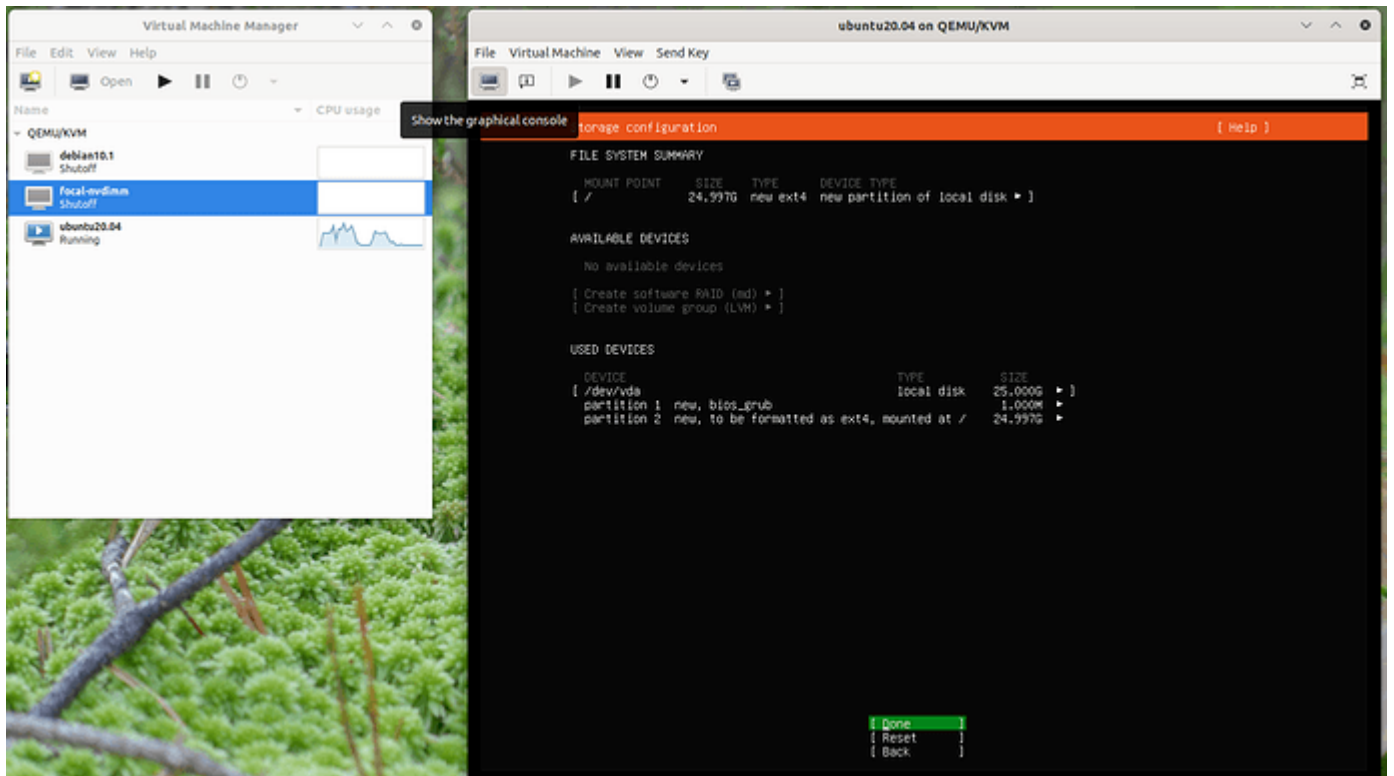 Virtual Machine Manager
File Edit View Help
Open
Name CPU usage
QEMU/KVM
debian10.1
Shutoff
focal-nvdimm
Shutoff
ubuntu20.04
Running
ubuntu20.04 on QEMU/KVM
File Virtual Machine View Send Key
Show the graphical console
torage configuration [ Help ]
FILE SYSTEM SUMMARY
MOUNT POINT SIZE TYPE DEVICE TYPE
[ / 24.997G new ext4 new partition of local disk ▸ ]
AVAILABLE DEVICES
No available devices
[ Create software RAID (md) ▸ ]
[ Create volume group (LVM) ▸ ]
USED DEVICES
DEVICE TYPE SIZE
[ /dev/vda local disk 25.000G ▸ ]
partition 1 new, bios_grub 1.000M ▸
partition 2 new, to be formatted as ext4, mounted at / 24.997G ▸
[ Done ]
[ Reset ]
[ Back ]